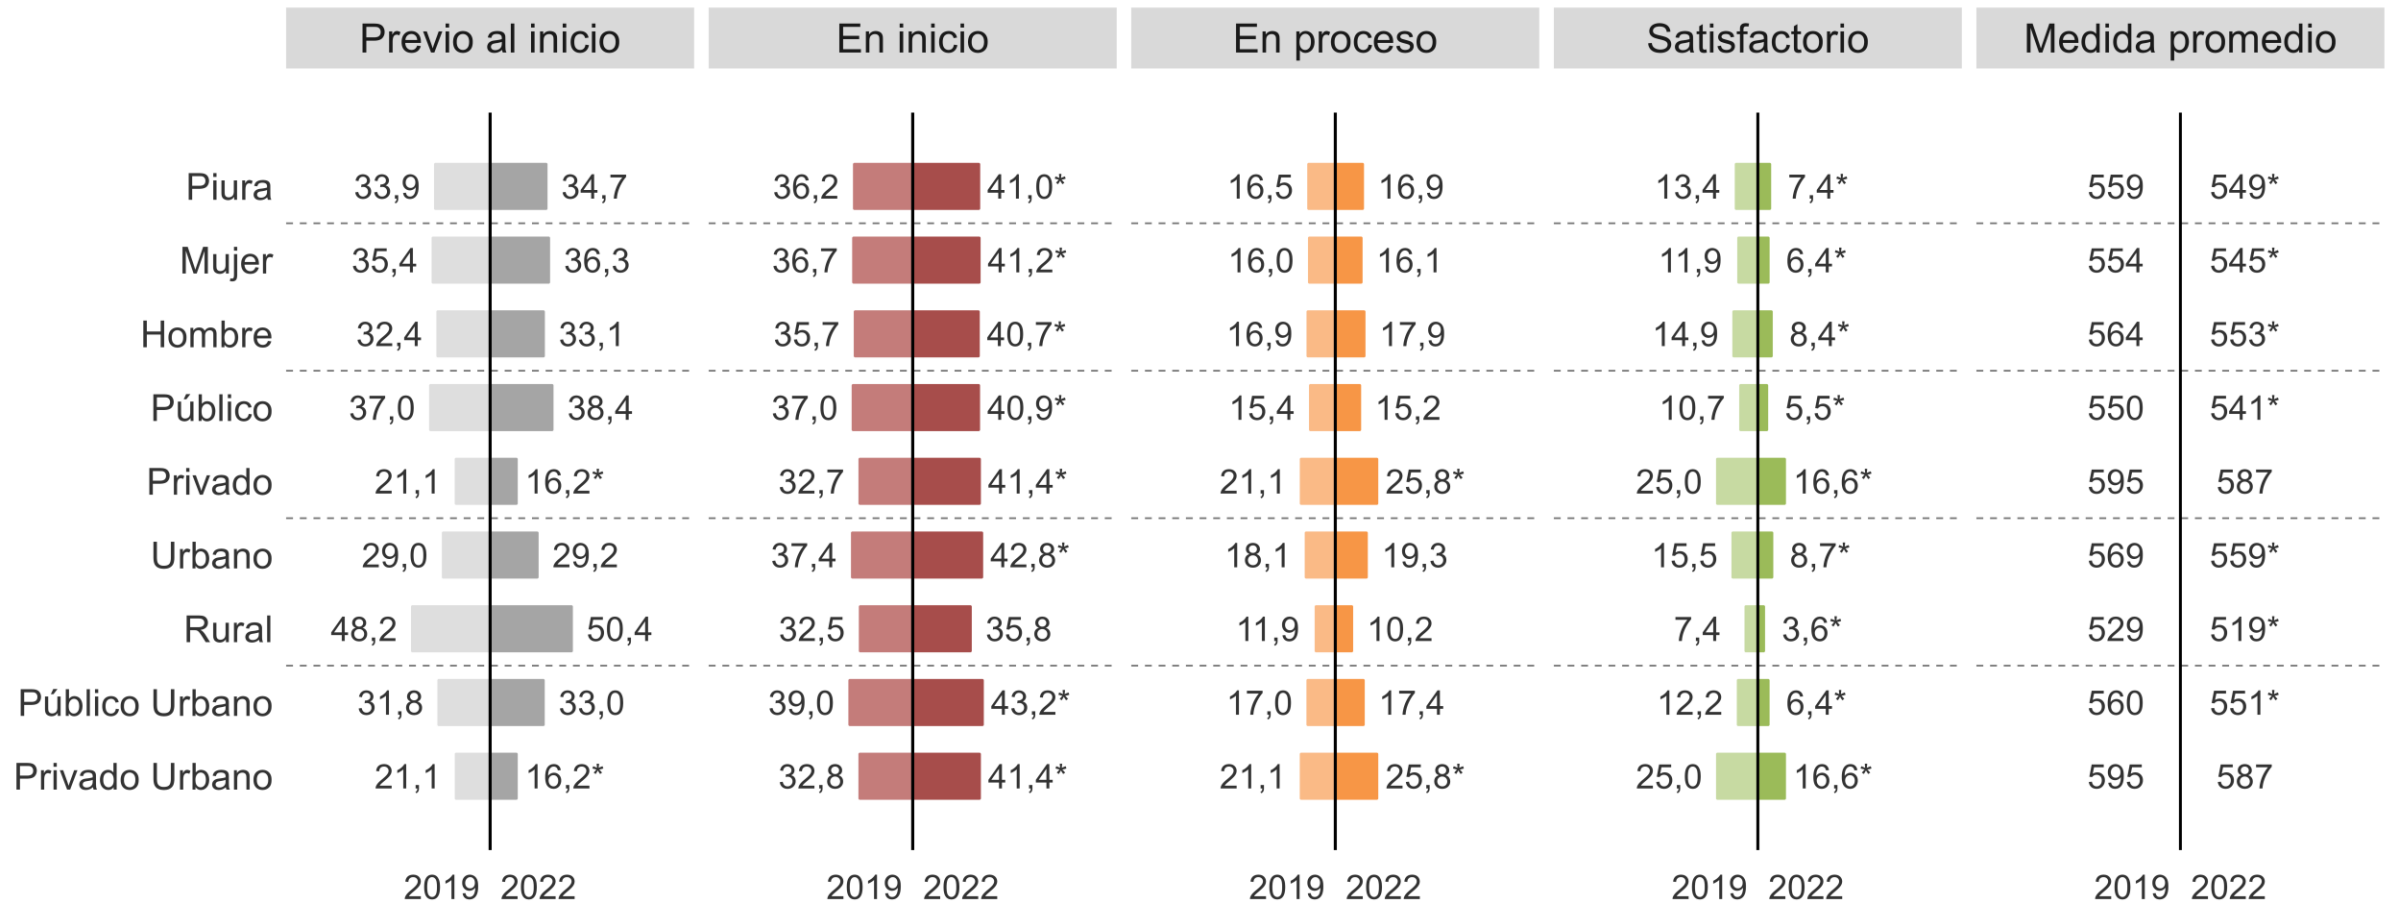 Previo al inicio En inicio En proceso Satisfactorio Medida promedio
Piura 33,9 34,7 36,2 41,0* 16,5 16,9 13,4 7,4* 559 549*
Mujer 35,4 36,3 36,7 41,2* 16,0 16,1 11,9 6,4* 554 545*
Hombre 32,4 33,1 35,7 40,7* 16,9 17,9 14,9 8,4* 564 553*
Público 37,0 38,4 37,0 40,9* 15,4 15,2 10,7 5,5* 550 541*
Privado 21,1 16,2* 32,7 41,4* 21,1 25,8* 25,0 16,6* 595 587
Urbano 29,0 29,2 37,4 42,8* 18,1 19,3 15,5 8,7* 569 559*
Rural 48,2 50,4 32,5 35,8 11,9 10,2 7,4 3,6* 529 519*
Público Urbano 31,8 33,0 39,0 43,2* 17,0 17,4 12,2 6,4* 560 551*
Privado Urbano 21,1 16,2* 32,8 41,4* 21,1 25,8* 25,0 16,6* 595 587
2019 2022 2019 2022 2019 2022 2019 2022 2019 2022